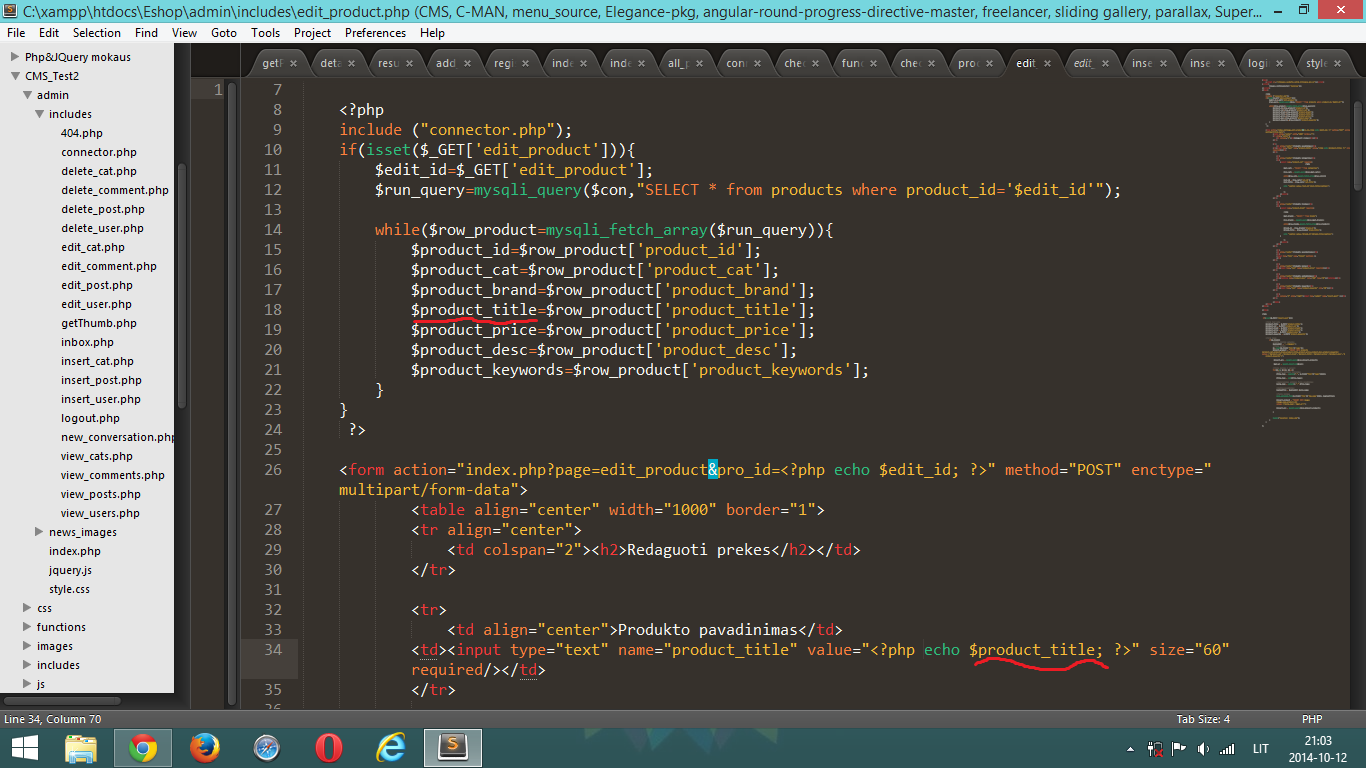 C:\xampp\htdocs\Eshop\admin\includes\edit_product.php (CMS, C-MAN, menu_source, Elegance-pkg, angular-round-progress-directive-master, freelancer, sliding gallery, parallax, Super...
File Edit Selection Find View Goto Tools Project Preferences Help
Php&JQuery mokaus
CMS_Test2
admin
includes
404.php
connector.php
delete_cat.php
delete_comment.php
delete_post.php
delete_user.php
edit_cat.php
edit_comment.php
edit_post.php
edit_user.php
getThumb.php
inbox.php
insert_cat.php
insert_post.php
insert_user.php
logout.php
new_conversation.php
view_cats.php
view_comments.php
view_posts.php
view_users.php
news_images
index.php
jquery.js
style.css
css
functions
images
includes
js
getP × deta × resu × add × regi × inde × inde × all_p × conn × che × func × che × pro × edit × edit_ × inse × inse × logi × style ×
1
7
8 <?php
9 include ("connector.php");
10 if(isset($_GET['edit_product'])){
11 $edit_id=$_GET['edit_product'];
12 $run_query=mysqli_query($con,"SELECT * from products where product_id='$edit_id'");
13
14 while($row_product=mysqli_fetch_array($run_query)){
15 $product_id=$row_product['product_id'];
16 $product_cat=$row_product['product_cat'];
17 $product_brand=$row_product['product_brand'];
18 $product_title=$row_product['product_title'];
19 $product_price=$row_product['product_price'];
20 $product_desc=$row_product['product_desc'];
21 $product_keywords=$row_product['product_keywords'];
22 }
23 }
24 ?>
25
26 <form action="index.php?page=edit_product&pro_id=<?php echo $edit_id; ?>" method="POST" enctype="
multipart/form-data">
27 <table align="center" width="1000" border="1">
28 <tr align="center">
29 <td colspan="2"><h2>Redaguoti prekes</h2></td>
30 </tr>
31
32 <tr>
33 <td align="center">Produkto pavadinimas</td>
34 <td><input type="text" name="product_title" value="<?php echo $product_title; ?>" size="60"
required/></td>
35 </tr>
Line 34, Column 70
Tab Size: 4
PHP
LIT
21:03
2014-10-12